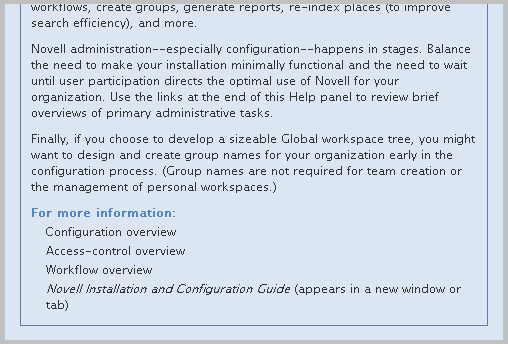 workflows, create groups, generate reports, re-index places (to improve
search efficiency), and more.
Novell administration--especially configuration--happens in stages. Balance
the need to make your installation minimally functional and the need to wait
until user participation directs the optimal use of Novell for your
organization. Use the links at the end of this Help panel to review brief
overviews of primary administrative tasks.
Finally, if you choose to develop a sizeable Global workspace tree, you might
want to design and create group names for your organization early in the
configuration process. (Group names are not required for team creation or
the management of personal workspaces.)
For more information:
Configuration overview
Access-control overview
Workflow overview
Novell Installation and Configuration Guide (appears in a new window or
tab)